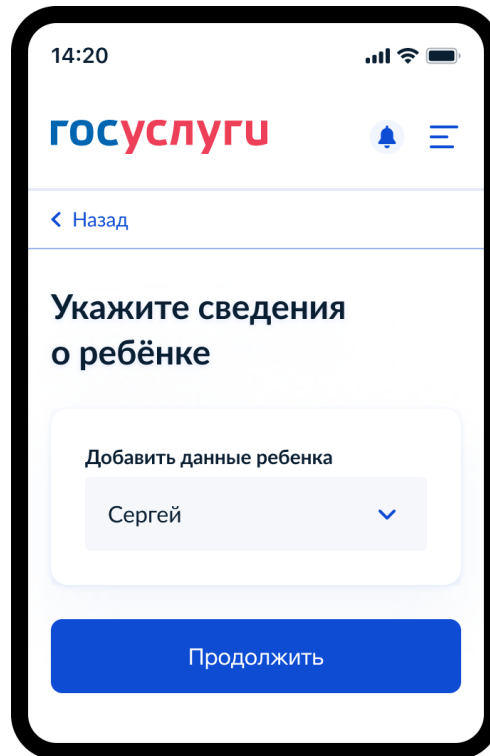 14:20
госуслуги
Назад
Укажите сведения
о ребёнке
Добавить данные ребенка
Сергей
Продолжить